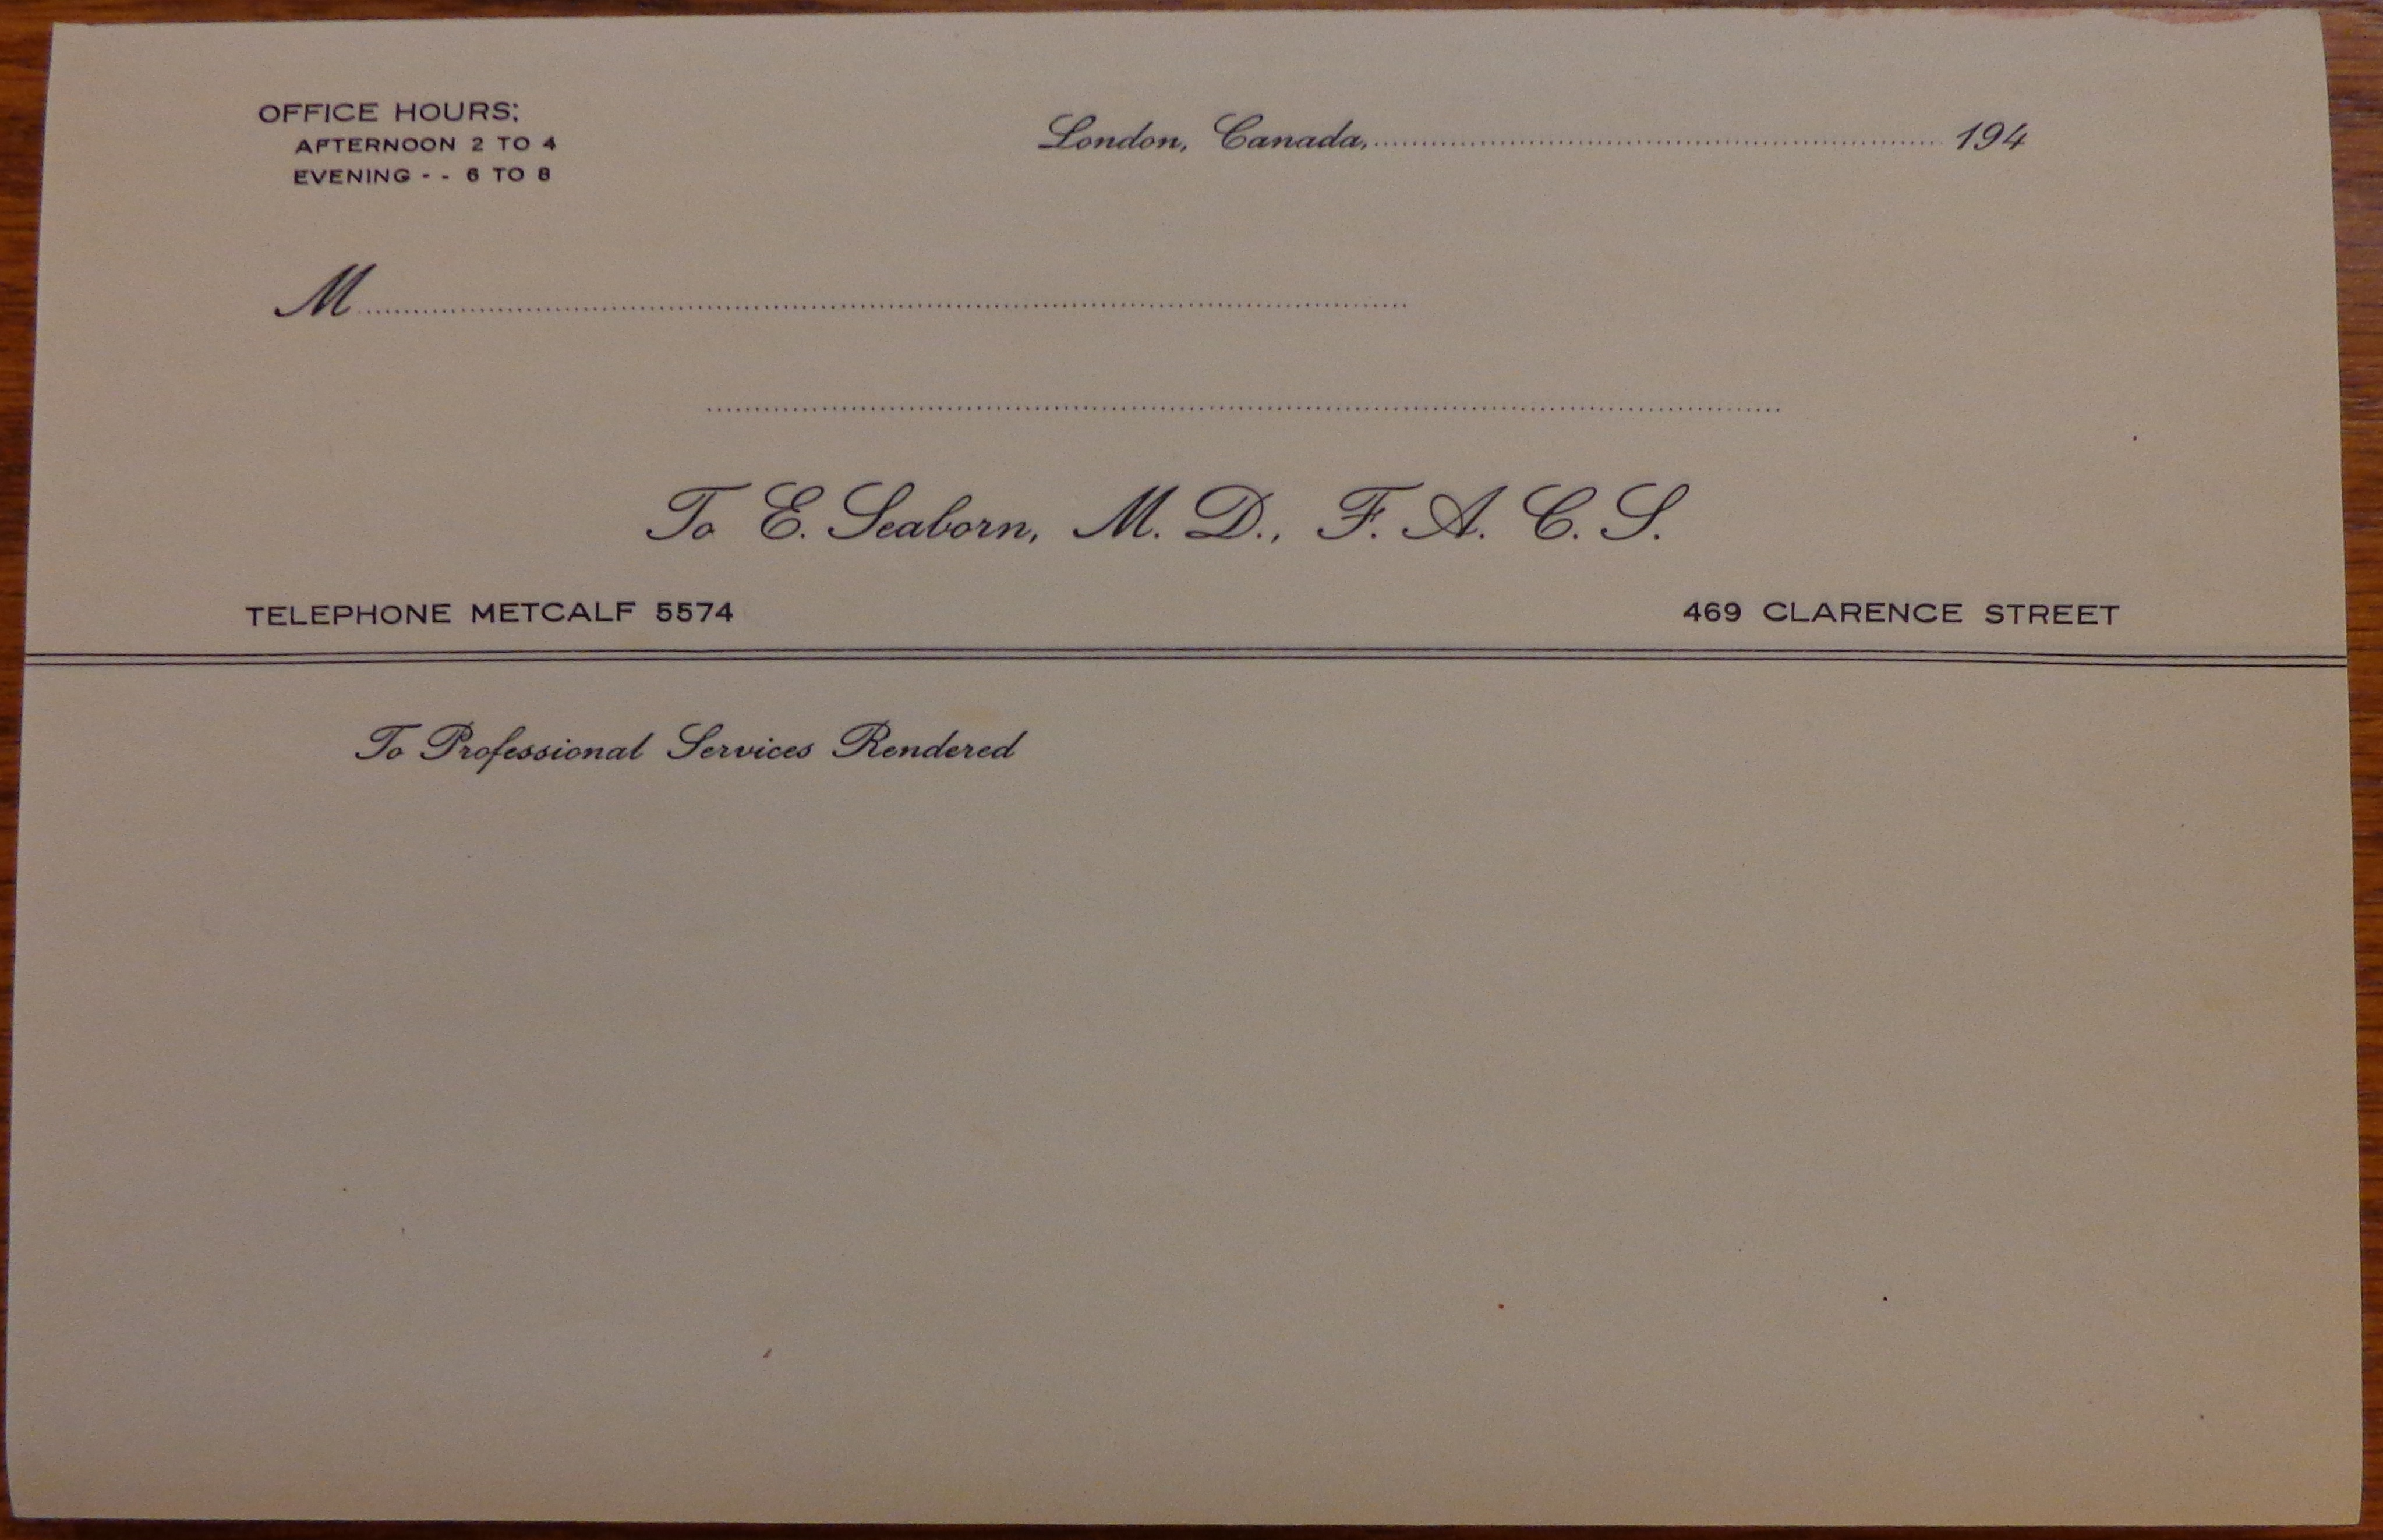 OFFICE HOURS:
AFTERNOON 2 TO 4
EVENING - - 6 TO 8
London, Canada, 194
M
To E. Seaborn, M. D., F. A. C. S.
TELEPHONE METCALF 5574
469 CLARENCE STREET
To Professional Services Rendered